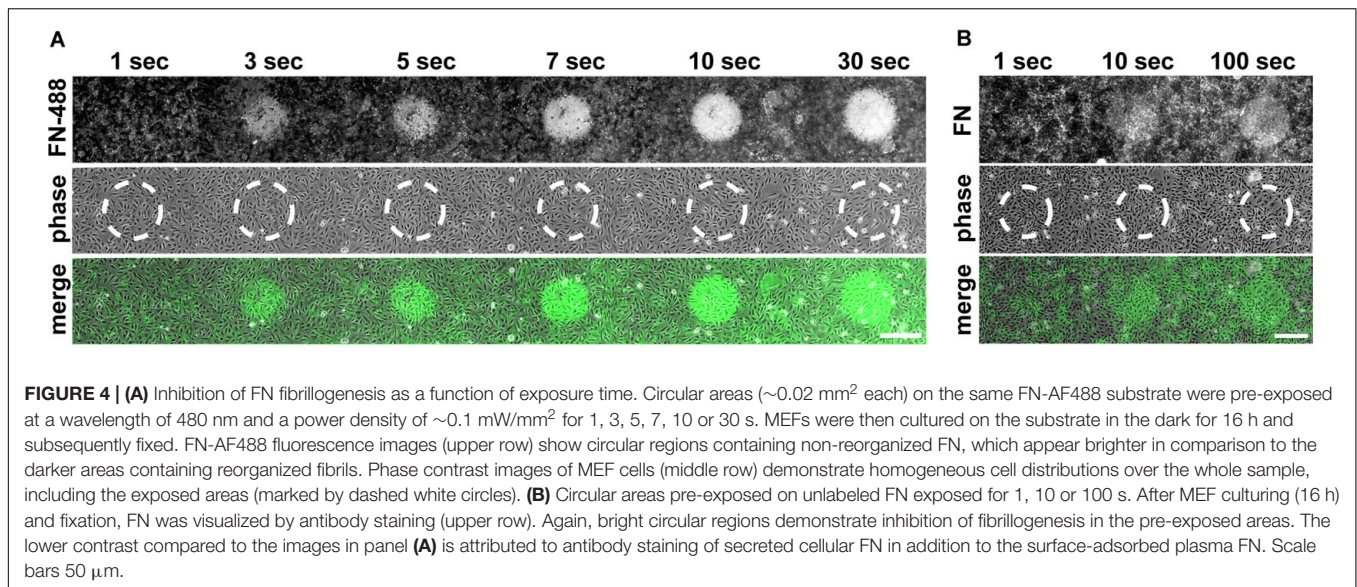 A
1 sec 3 sec 5 sec 7 sec 10 sec 30 sec
FN-488
phase
merge
B
1 sec 10 sec 100 sec
FN
phase
merge
FIGURE 4 | (A) Inhibition of FN fibrillogenesis as a function of exposure time. Circular areas (∼0.02 mm² each) on the same FN-AF488 substrate were pre-exposed
at a wavelength of 480 nm and a power density of ∼0.1 mW/mm² for 1, 3, 5, 7, 10 or 30 s. MEFs were then cultured on the substrate in the dark for 16 h and
subsequently fixed. FN-AF488 fluorescence images (upper row) show circular regions containing non-reorganized FN, which appear brighter in comparison to the
darker areas containing reorganized fibrils. Phase contrast images of MEF cells (middle row) demonstrate homogeneous cell distributions over the whole sample,
including the exposed areas (marked by dashed white circles). (B) Circular areas pre-exposed on unlabeled FN exposed for 1, 10 or 100 s. After MEF culturing (16 h)
and fixation, FN was visualized by antibody staining (upper row). Again, bright circular regions demonstrate inhibition of fibrillogenesis in the pre-exposed areas. The
lower contrast compared to the images in panel (A) is attributed to antibody staining of secreted cellular FN in addition to the surface-adsorbed plasma FN. Scale
bars 50 μm.